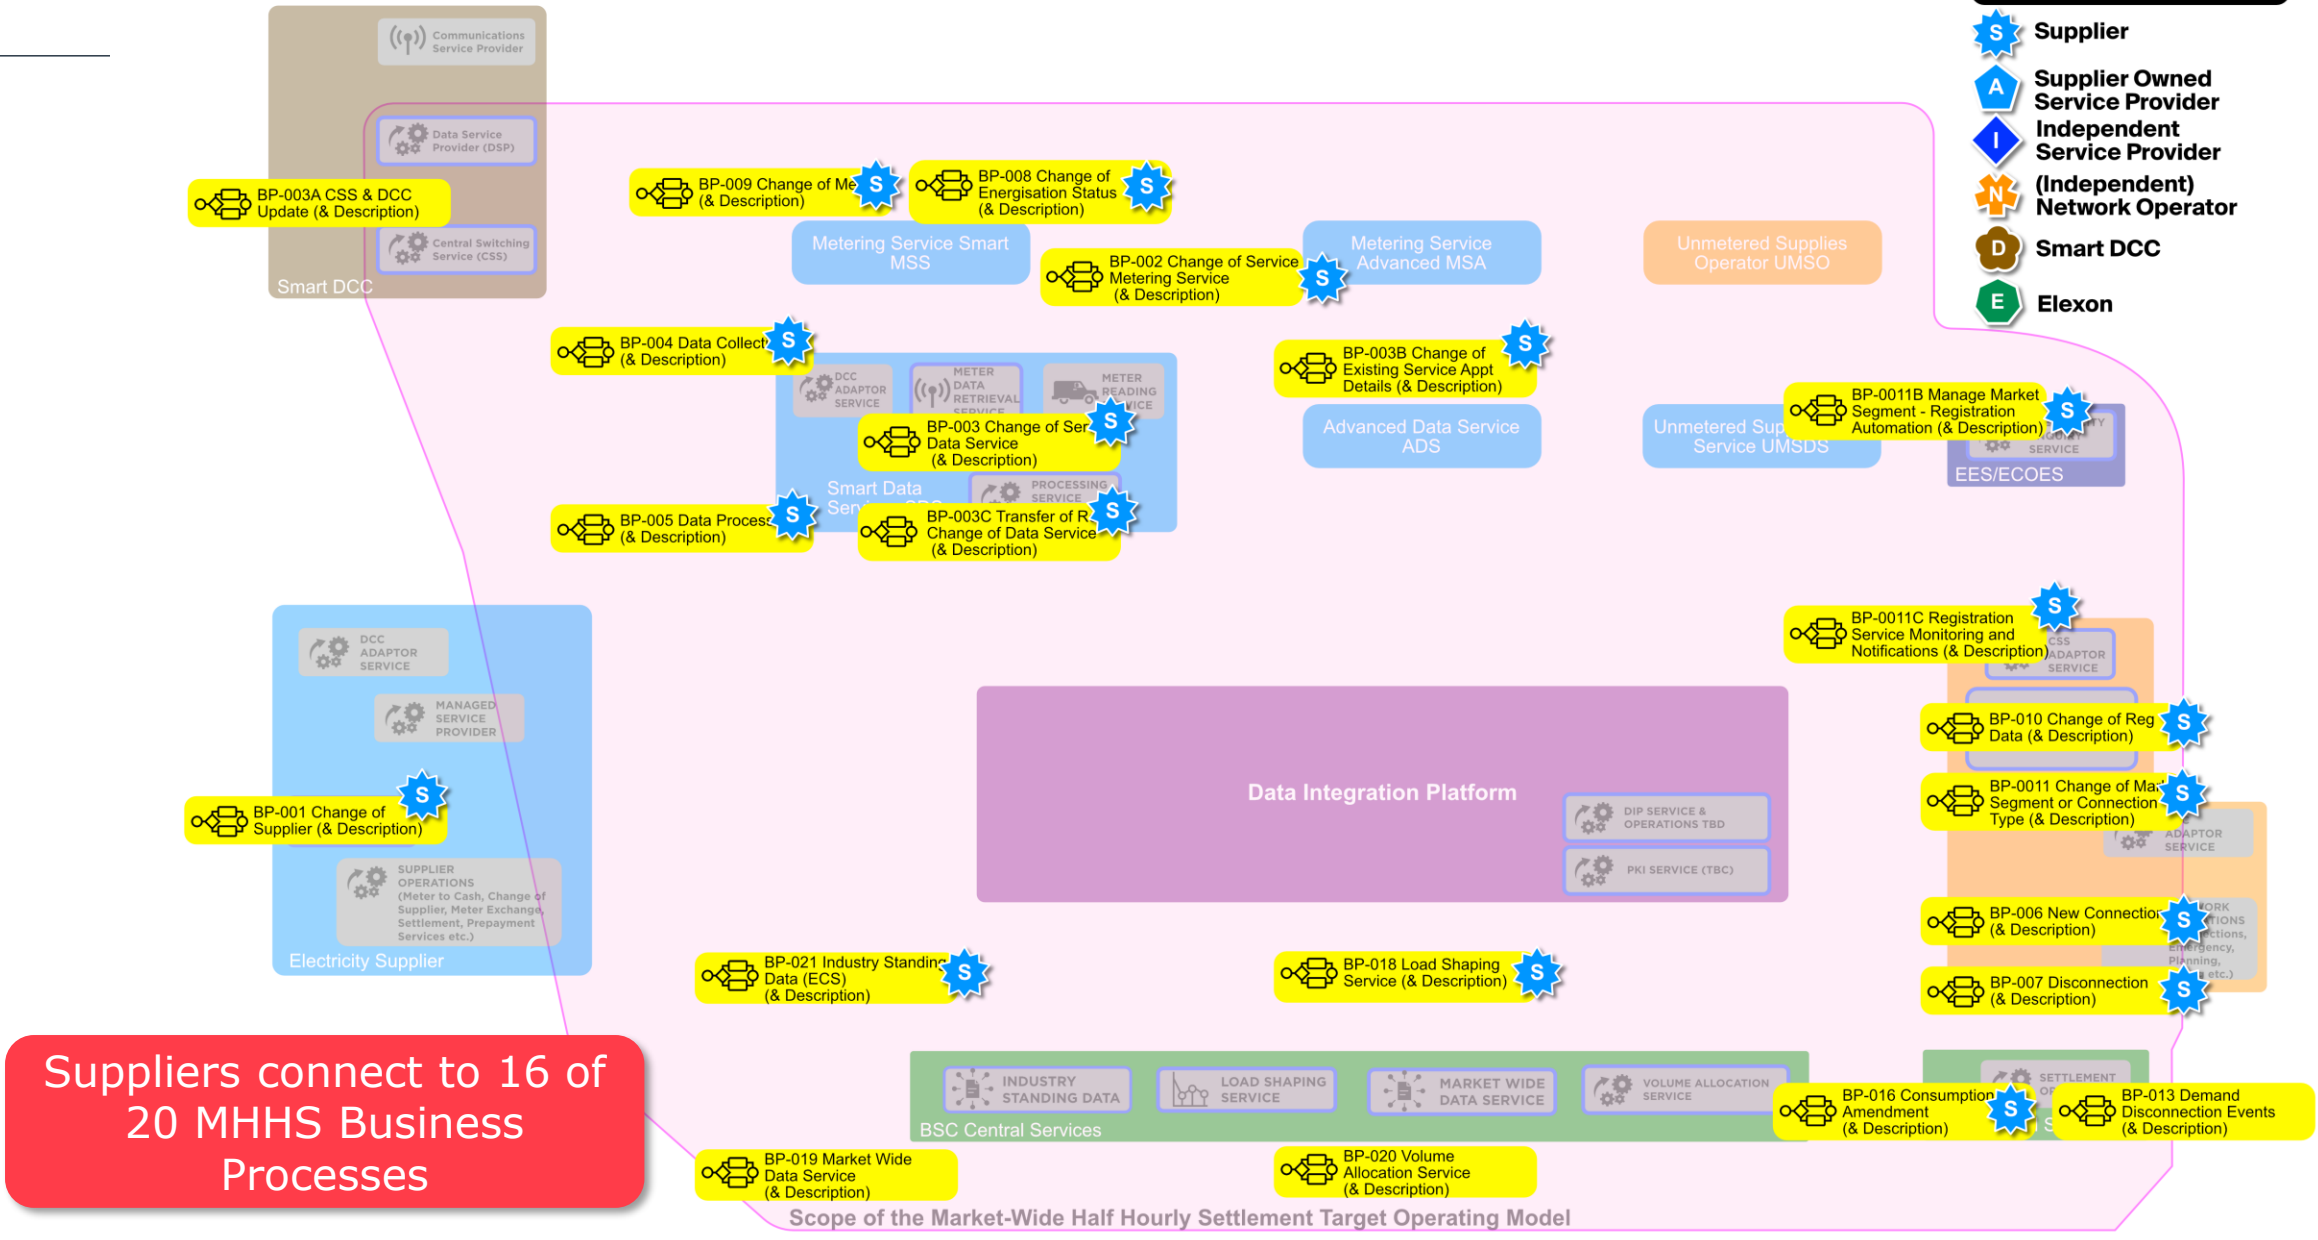 Communications
Service Provider
Data Service
Provider (DSP)
BP-003A CSS & DCC
Update (& Description)
Central Switching
Service (CSS)
Smart DCC
S
Supplier
A
Supplier Owned
Service Provider
I
Independent
Service Provider
N
(Independent)
Network Operator
D
Smart DCC
E
Elexon
BP-009 Change of Me
(& Description)
S
BP-008 Change of
Energisation Status
(& Description)
S
Metering Service Smart
MSS
BP-002 Change of Service
Metering Service
(& Description)
S
Metering Service
Advanced MSA
Unmetered Supplies
Operator UMSO
BP-004 Data Collect
(& Description)
S
DCC
ADAPTOR
SERVICE
METER
DATA
RETRIEVAL
SERVICE
METER
READING
BP-003 Change of Ser
Data Service
(& Description)
S
Smart Data
PROCESSING
SERVICE
BP-005 Data Process
(& Description)
S
BP-003C Transfer of R
Change of Data Service
(& Description)
S
BP-003B Change of
Existing Service Appt
Details (& Description)
S
Advanced Data Service
ADS
Unmetered Sup
Service UMSDS
BP-0011B Manage Market
Segment - Registration
Automation (& Description)
S
SERVICE
EES/ECOES
BP-0011C Registration
Service Monitoring and
Notifications (& Description)
S
CSS
ADAPTOR
SERVICE
BP-010 Change of Reg
Data (& Description)
S
BP-0011 Change of Mar
Segment or Connection
Type (& Description)
S
ADAPTOR
SERVICE
BP-006 New Connection
(& Description)
S
Emergency,
Planning,
etc.)
BP-007 Disconnection
(& Description)
S
DCC
ADAPTOR
SERVICE
MANAGED
SERVICE
PROVIDER
BP-001 Change of
Supplier (& Description)
S
SUPPLIER
OPERATIONS
(Meter to Cash, Change of
Supplier, Meter Exchange,
Settlement, Prepayment
Services etc.)
Electricity Supplier
Data Integration Platform
DIP SERVICE &
OPERATIONS TBD
PKI SERVICE (TBC)
BP-021 Industry Standing
Data (ECS)
(& Description)
S
BP-018 Load Shaping
Service (& Description)
S
Suppliers connect to 16 of
20 MHHS Business
Processes
INDUSTRY
STANDING DATA
LOAD SHAPING
SERVICE
MARKET WIDE
DATA SERVICE
VOLUME ALLOCATION
SERVICE
BSC Central Services
SETTLEMENT
BP-016 Consumption
Amendment
(& Description)
S
BP-013 Demand
Disconnection Events
(& Description)
BP-019 Market Wide
Data Service
(& Description)
BP-020 Volume
Allocation Service
(& Description)
Scope of the Market-Wide Half Hourly Settlement Target Operating Model